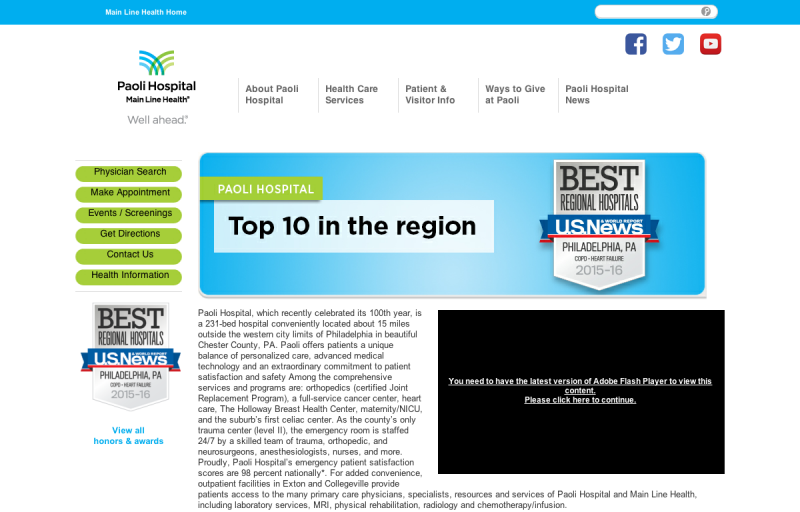 Main Line Health Home
Paoli Hospital
Main Line Health®
Well ahead.®
About Paoli
Hospital
Health Care
Services
Patient &
Visitor Info
Ways to Give
at Paoli
Paoli Hospital
News
Physician Search
Make Appointment
Events / Screenings
Get Directions
Contact Us
Health Information
PAOLI HOSPITAL
Top 10 in the region
BEST
REGIONAL HOSPITALS
U.S.News
& WORLD REPORT
PHILADELPHIA, PA
COPD • HEART FAILURE
2015-16
BEST
REGIONAL HOSPITALS
U.S.News
& WORLD REPORT
PHILADELPHIA, PA
COPD • HEART FAILURE
2015-16
View all
honors & awards
Paoli Hospital, which recently celebrated its 100th year, is
a 231-bed hospital conveniently located about 15 miles
outside the western city limits of Philadelphia in beautiful
Chester County, PA. Paoli offers patients a unique
balance of personalized care, advanced medical
technology and an extraordinary commitment to patient
satisfaction and safety Among the comprehensive
services and programs are: orthopedics (certified Joint
Replacement Program), a full-service cancer center, heart
care, The Holloway Breast Health Center, maternity/NICU,
and the suburb's first celiac center. As the county's only
trauma center (level II), the emergency room is staffed
24/7 by a skilled team of trauma, orthopedic, and
neurosurgeons, anesthesiologists, nurses, and more.
Proudly, Paoli Hospital's emergency patient satisfaction
scores are 98 percent nationally*. For added convenience,
outpatient facilities in Exton and Collegeville provide
patients access to the many primary care physicians, specialists, resources and services of Paoli Hospital and Main Line Health,
including laboratory services, MRI, physical rehabilitation, radiology and chemotherapy/infusion.
You need to have the latest version of Adobe Flash Player to view this
content.
Please click here to continue.